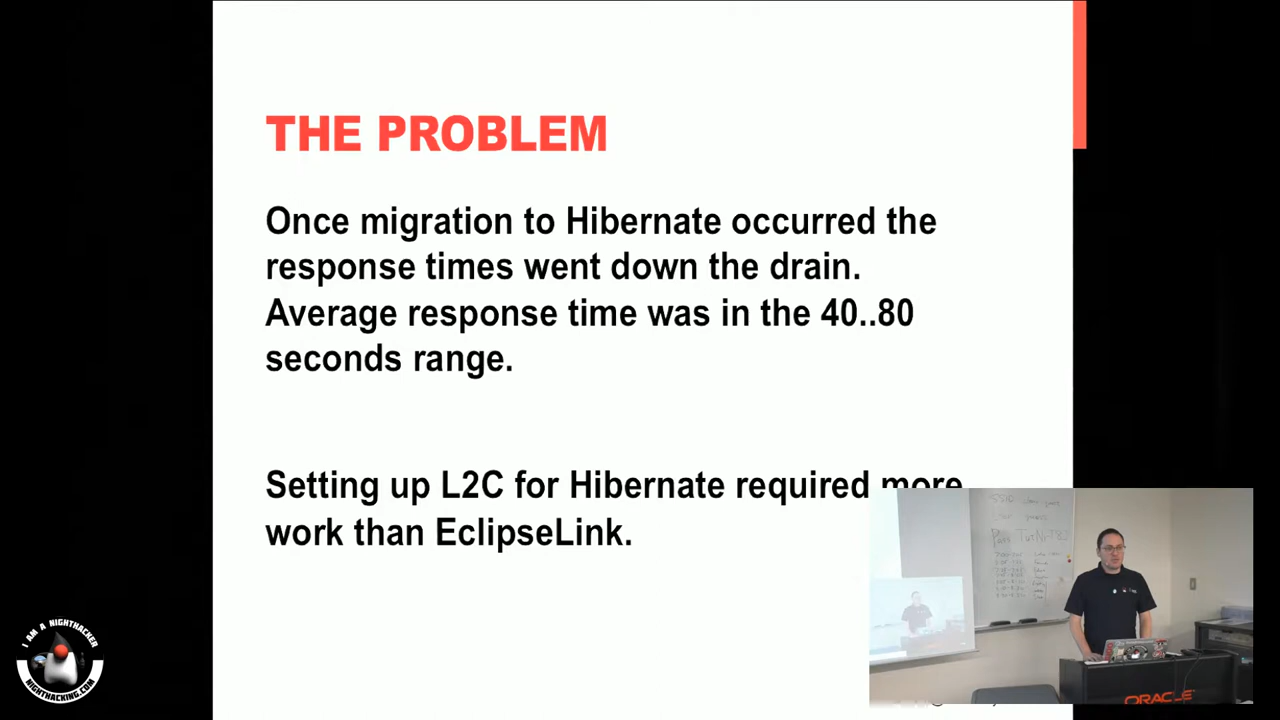 THE PROBLEM
Once migration to Hibernate occurred the
response times went down the drain.
Average response time was in the 40..80
seconds range.
Setting up L2C for Hibernate required more
work than EclipseLink.
I AM A NIGHTHACKER
NIGHTHACKING.COM
ORACLE